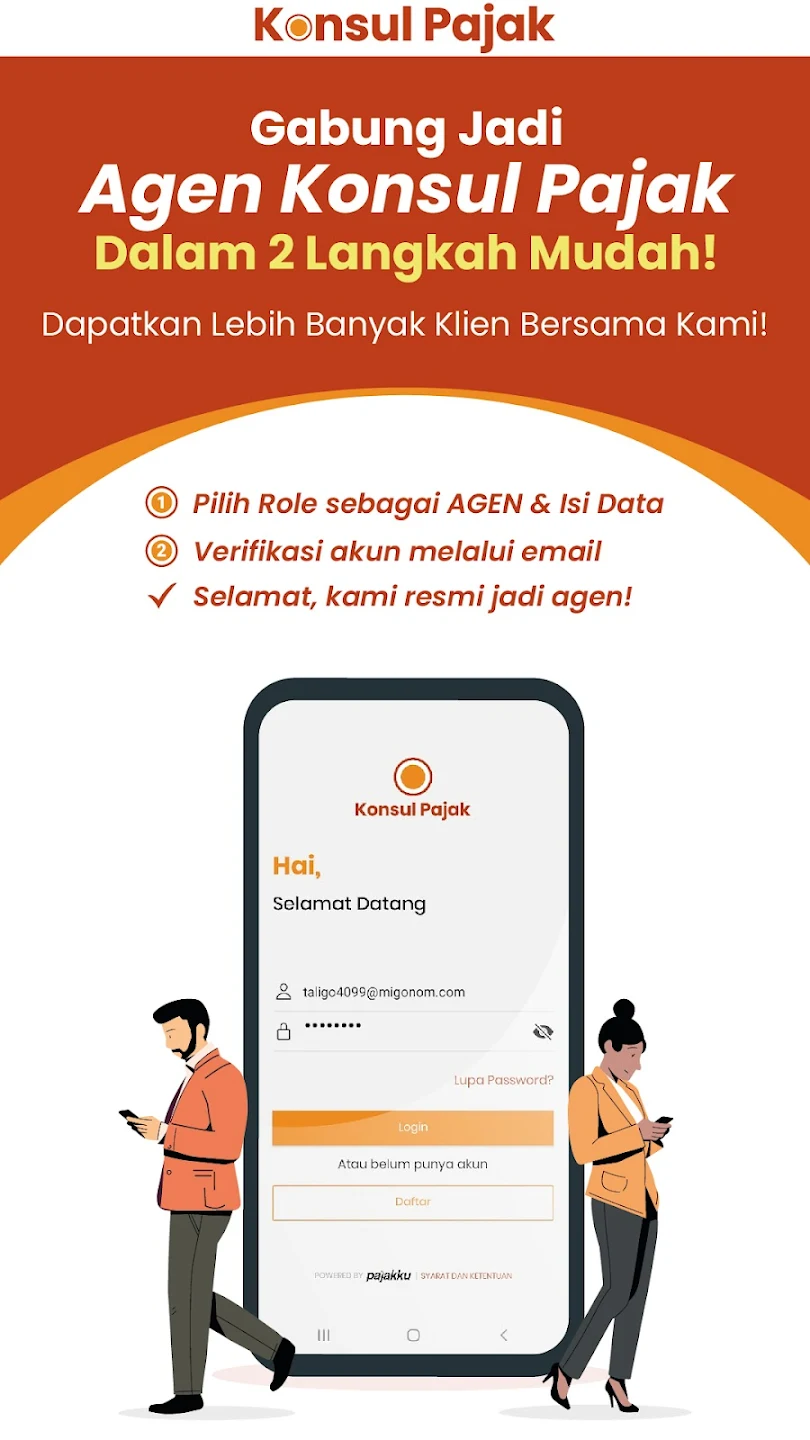 Konsul Pajak
Gabung Jadi
Agen Konsul Pajak
Dalam 2 Langkah Mudah!
Dapatkan Lebih Banyak Klien Bersama Kami!
1 Pilih Role sebagai AGEN & Isi Data
2 Verifikasi akun melalui email
Selamat, kami resmi jadi agen!
Konsul Pajak
Hai,
Selamat Datang
taligo4099@migonom.com
••••••••
Lupa Password?
Login
Atau belum punya akun
Daftar
POWERED BY pajakku | SYARAT DAN KETENTUAN